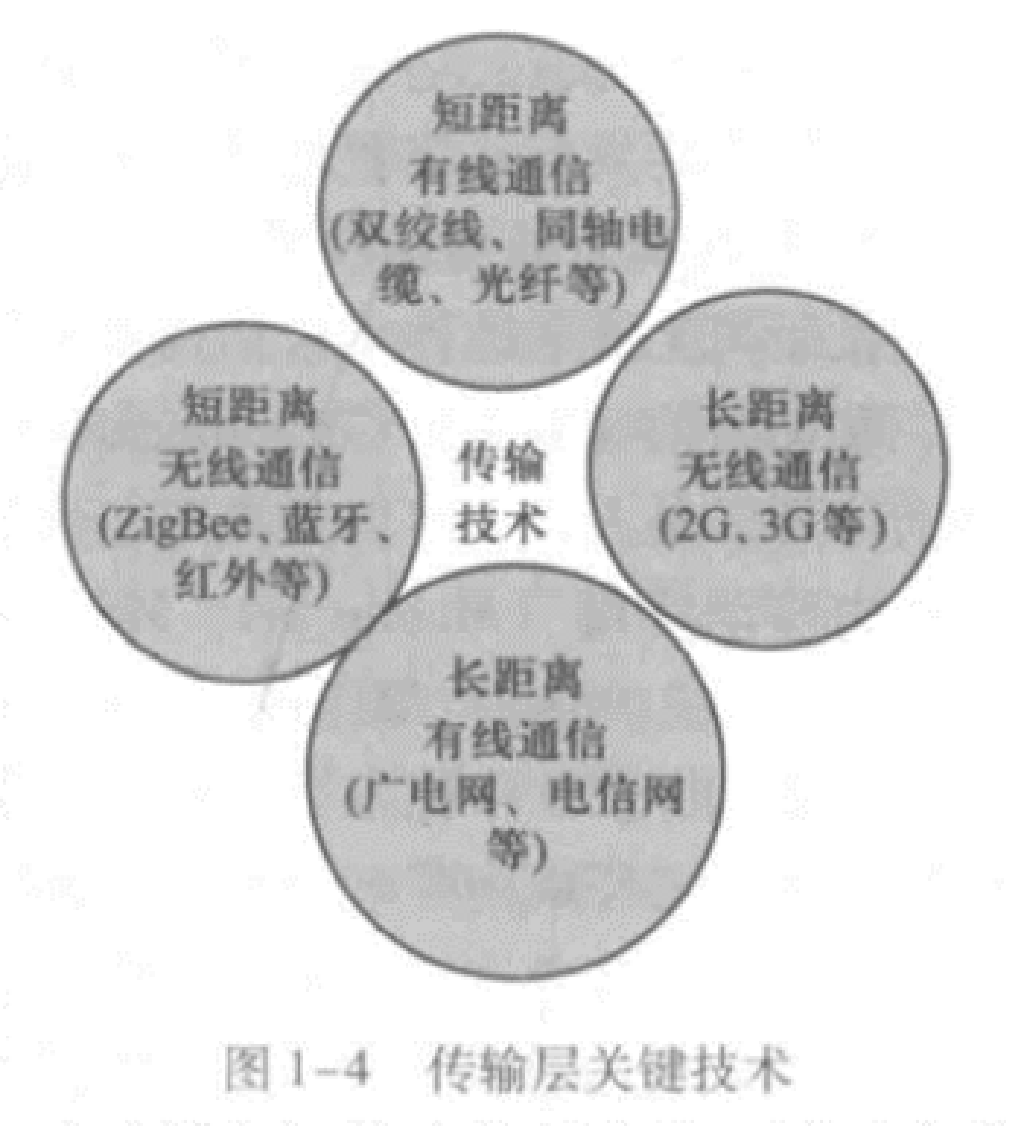 短距离
有线通信
(双绞线、同轴电
缆、光纤等)
短距离
无线通信
(ZigBee、蓝牙、
红外等)
传输
技术
长距离
无线通信
(2G、3G等)
长距离
有线通信
(广电网、电信网
等)
图1-4 传输层关键技术